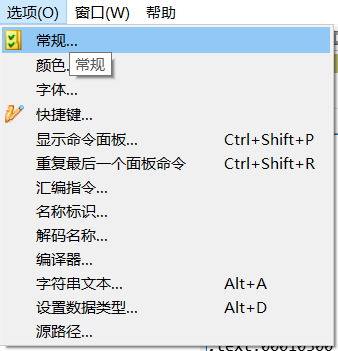 选项(O) 窗口(W) 帮助
常规...
颜色.
常规
字体...
快捷键...
显示命令面板... Ctrl+Shift+P
重复最后一个面板命令 Ctrl+Shift+R
汇编指令...
名称标识...
解码名称...
编译器...
字符串文本... Alt+A
设置数据类型... Alt+D
源路径...